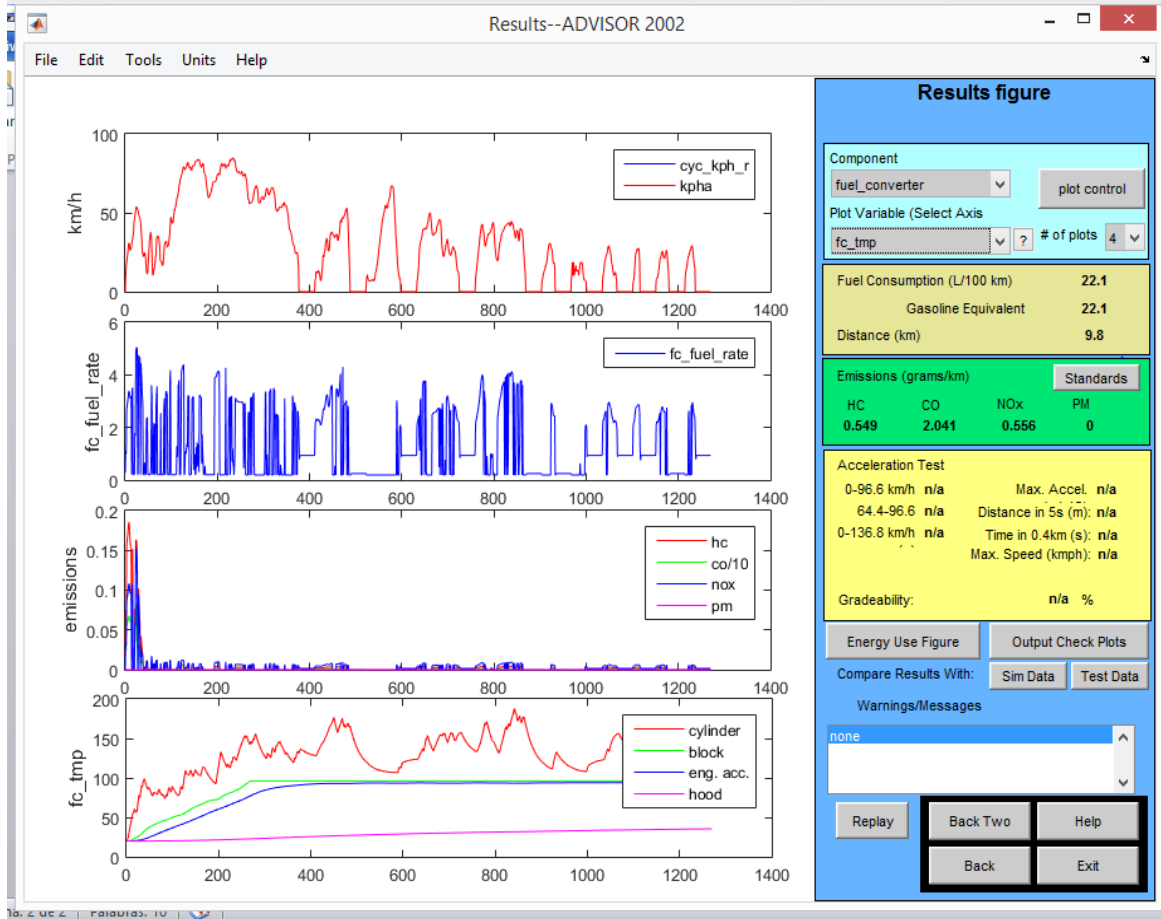 Results--ADVISOR 2002
File Edit Tools Units Help
100
50
0
km/h
cyc_kph_r
kpha
0 200 400 600 800 1000 1200 1400
6
4
2
0
fc_fuel_rate
fc_fuel_rate
0 200 400 600 800 1000 1200 1400
0.2
0.15
0.1
0.05
0
emissions
hc
co/10
nox
pm
0 200 400 600 800 1000 1200 1400
200
150
100
50
0
fc_tmp
cylinder
block
eng. acc.
hood
0 200 400 600 800 1000 1200 1400
Results figure
Component
fuel_converter
plot control
Plot Variable (Select Axis
fc_tmp ? # of plots 4
Fuel Consumption (L/100 km) 22.1
Gasoline Equivalent 22.1
Distance (km) 9.8
Emissions (grams/km) Standards
HC CO NOx PM
0.549 2.041 0.556 0
Acceleration Test
0-96.6 km/h n/a Max. Accel. n/a
64.4-96.6 n/a Distance in 5s (m): n/a
0-136.8 km/h n/a Time in 0.4km (s): n/a
Max. Speed (kmph): n/a
Gradeability: n/a %
Energy Use Figure Output Check Plots
Compare Results With: Sim Data Test Data
Warnings/Messages
none
Replay Back Two Help
Back Exit